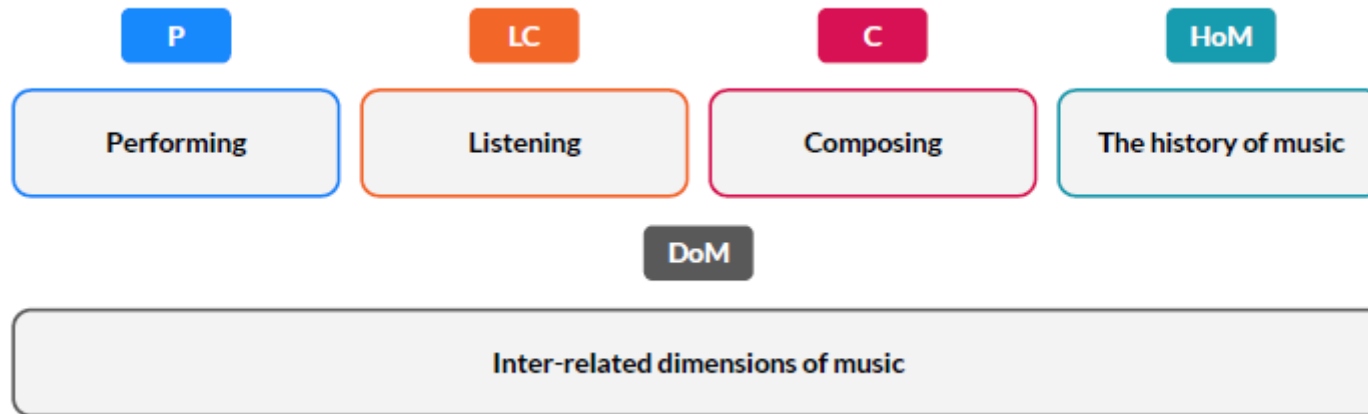 P LC C HoM
Performing Listening Composing The history of music
DoM
Inter-related dimensions of music